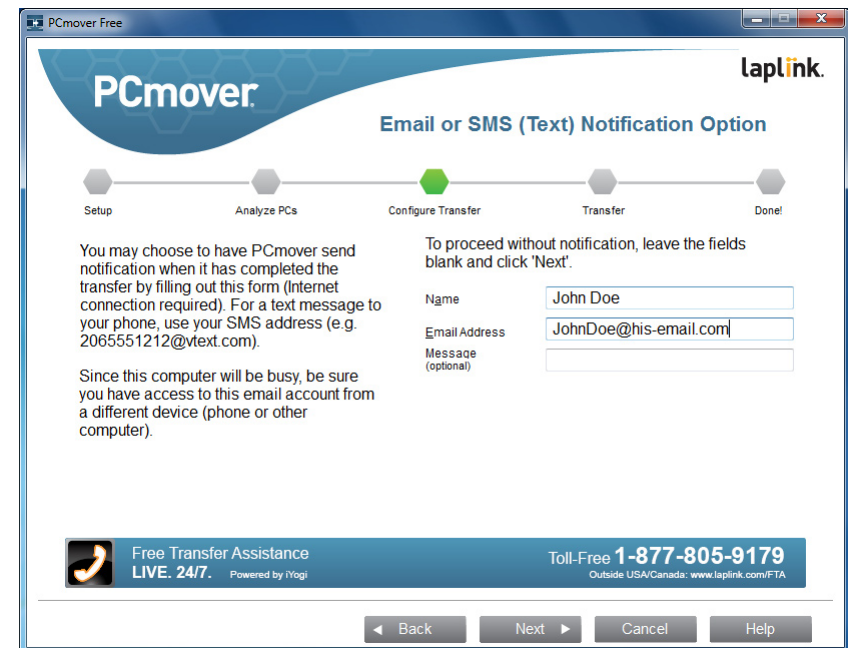 PCmover Free
laplink.
PCmover
Email or SMS (Text) Notification Option
Setup
Analyze PCs
Configure Transfer
Transfer
Done!
You may choose to have PCmover send
notification when it has completed the
transfer by filling out this form (Internet
connection required). For a text message to
your phone, use your SMS address (e.g.
2065551212@vtext.com).
Since this computer will be busy, be sure
you have access to this email account from
a different device (phone or other
computer).
To proceed without notification, leave the fields
blank and click 'Next'.
Name
John Doe
Email Address
JohnDoe@his-email.com
Message
(optional)
Free Transfer Assistance
LIVE. 24/7. Powered by iYogi
Toll-Free 1-877-805-9179
Outside USA/Canada: www.laplink.com/FTA
Back
Next
Cancel
Help